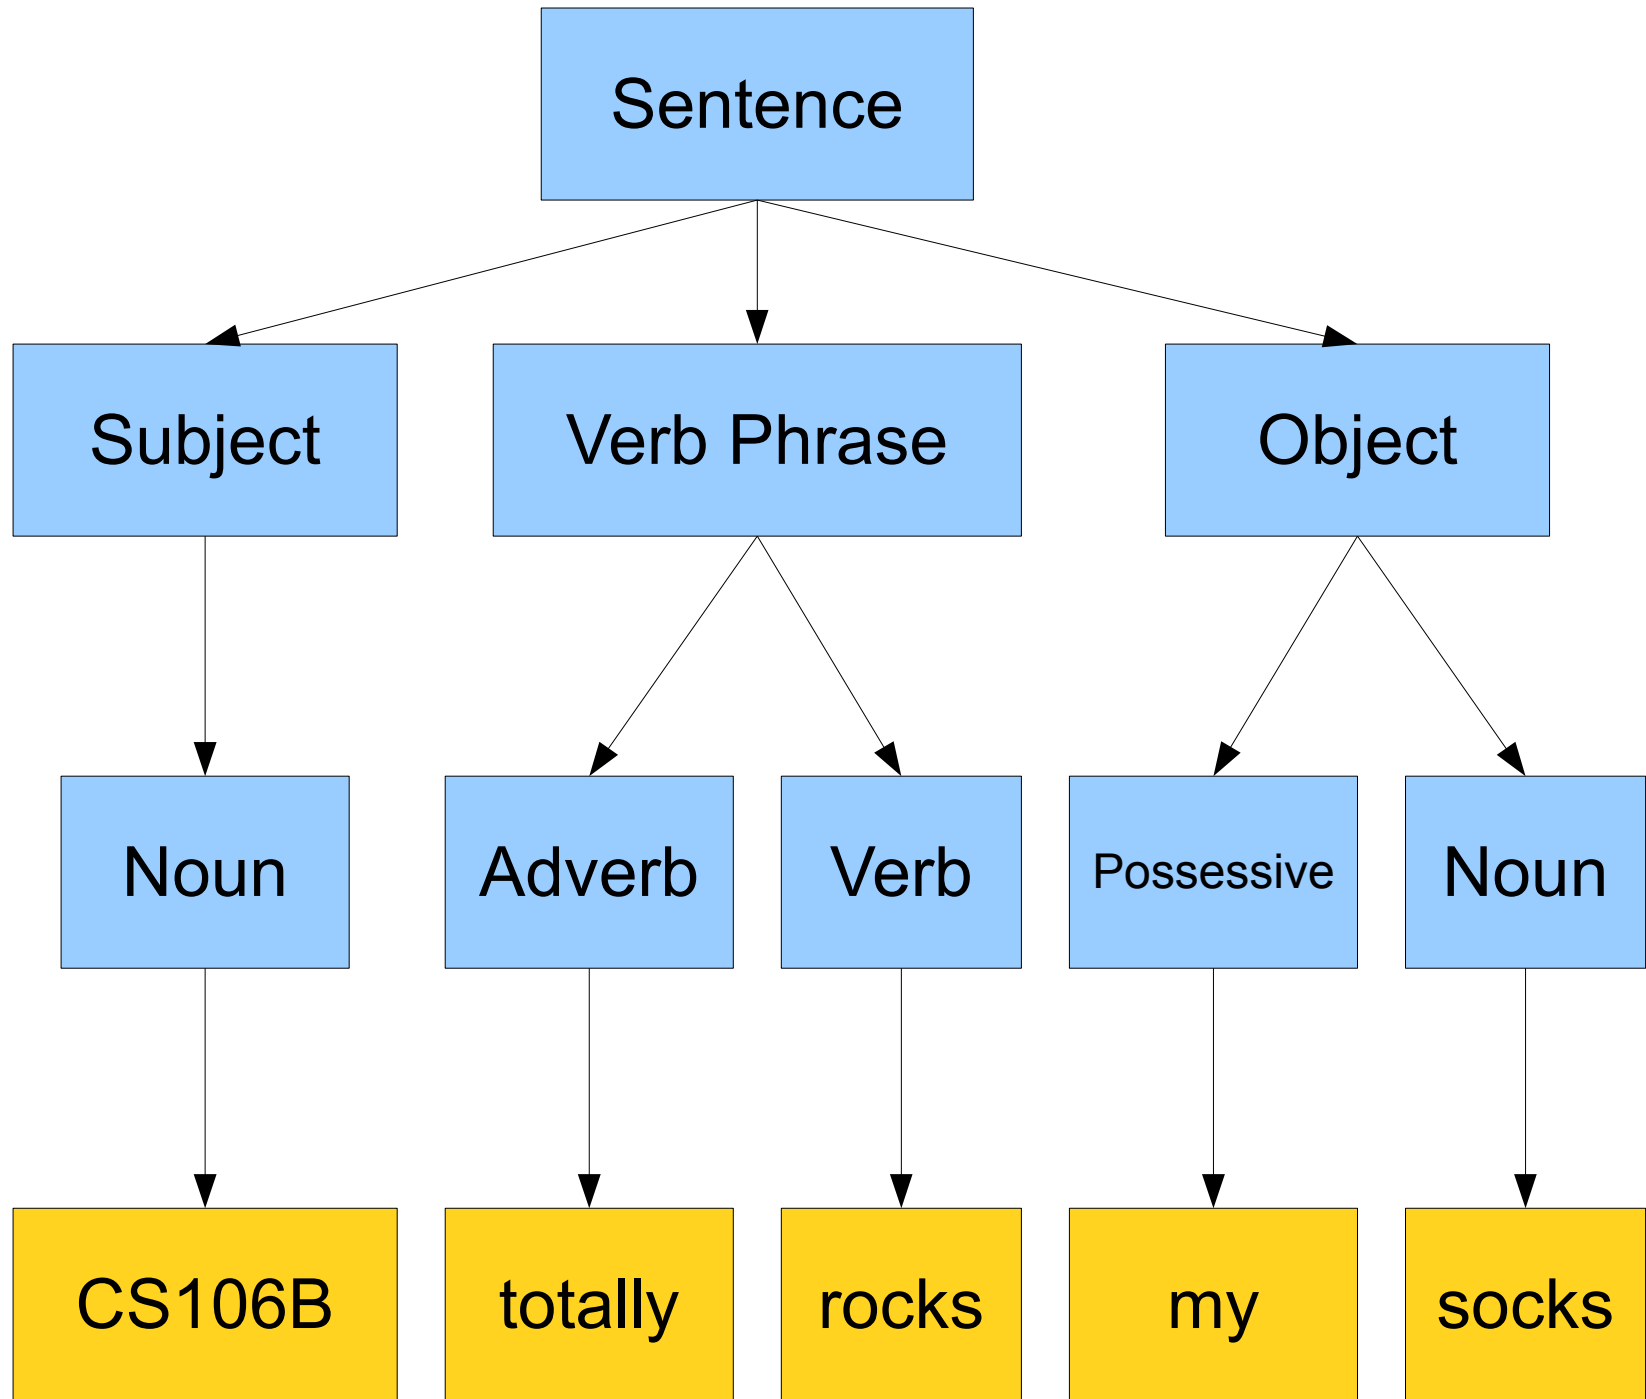 Sentence
Subject Verb Phrase Object
Noun Adverb Verb Possessive Noun
CS106B totally rocks my socks